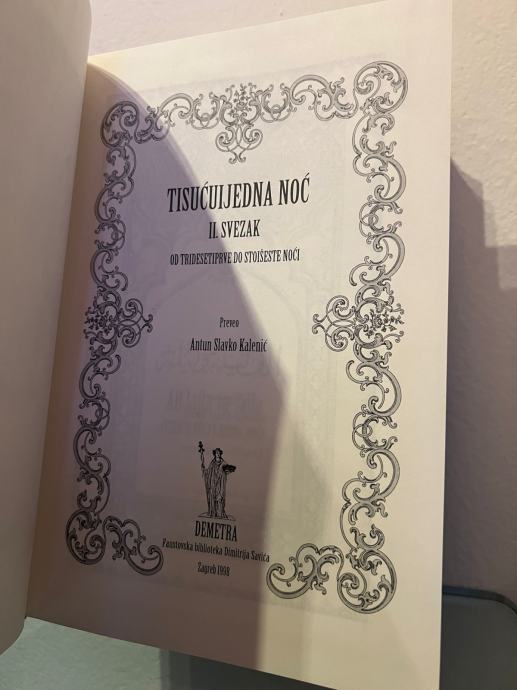 TISUĆUIJEDNA NOĆ
II. SVEZAK
OD TRIDESETIPRVE DO STOIŠESTE NOĆI
Preveo
Antun Slavko Kalenić
DEMETRA
Faustovska biblioteka Dimitrija Savića
Zagreb 1998